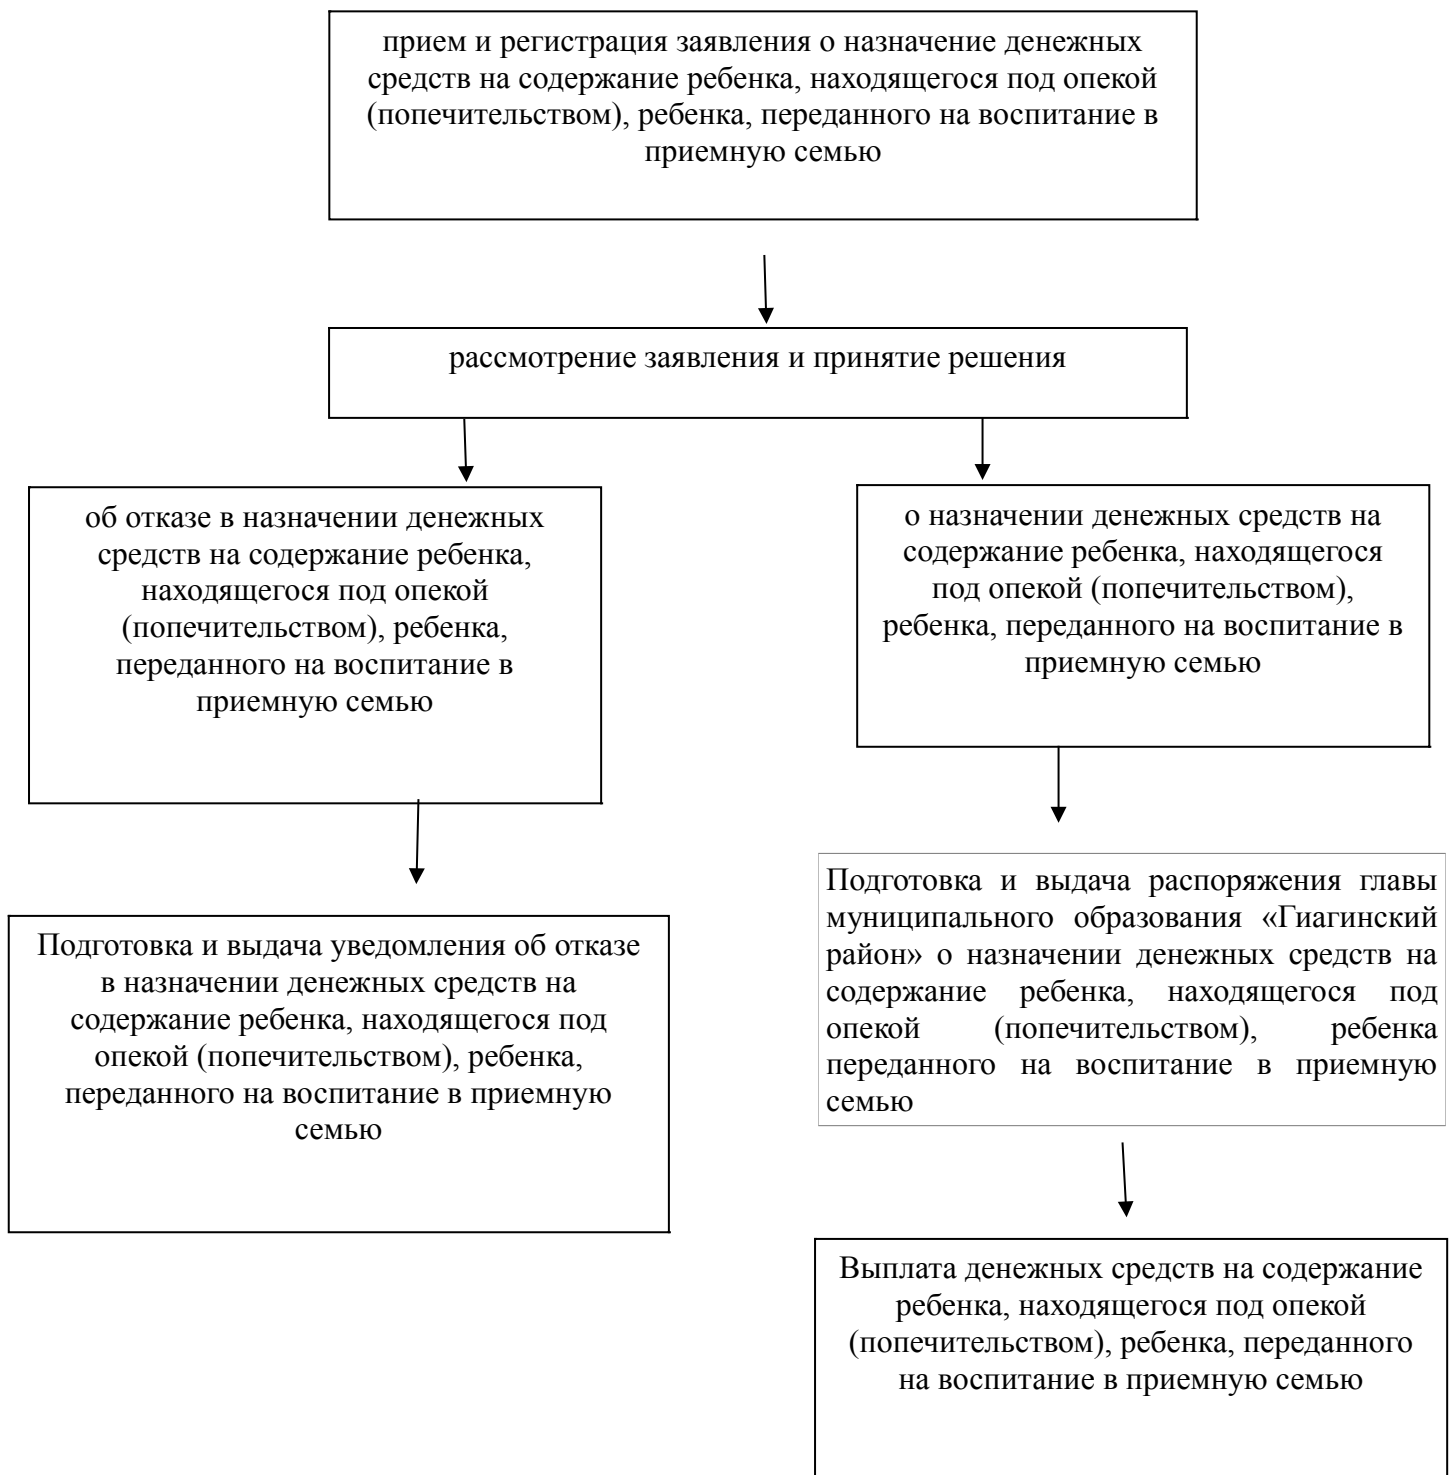 прием и регистрация заявления о назначение денежных
средств на содержание ребенка, находящегося под опекой
(попечительством), ребенка, переданного на воспитание в
приемную семью
рассмотрение заявления и принятие решения
об отказе в назначении денежных
средств на содержание ребенка,
находящегося под опекой
(попечительством), ребенка,
переданного на воспитание в
приемную семью
о назначении денежных средств на
содержание ребенка, находящегося
под опекой (попечительством),
ребенка, переданного на воспитание в
приемную семью
Подготовка и выдача уведомления об отказе
в назначении денежных средств на
содержание ребенка, находящегося под
опекой (попечительством), ребенка,
переданного на воспитание в приемную
семью
Подготовка и выдача распоряжения главы
муниципального образования «Гиагинский
район» о назначении денежных средств на
содержание ребенка, находящегося под
опекой (попечительством), ребенка
переданного на воспитание в приемную
семью
Выплата денежных средств на содержание
ребенка, находящегося под опекой
(попечительством), ребенка, переданного
на воспитание в приемную семью